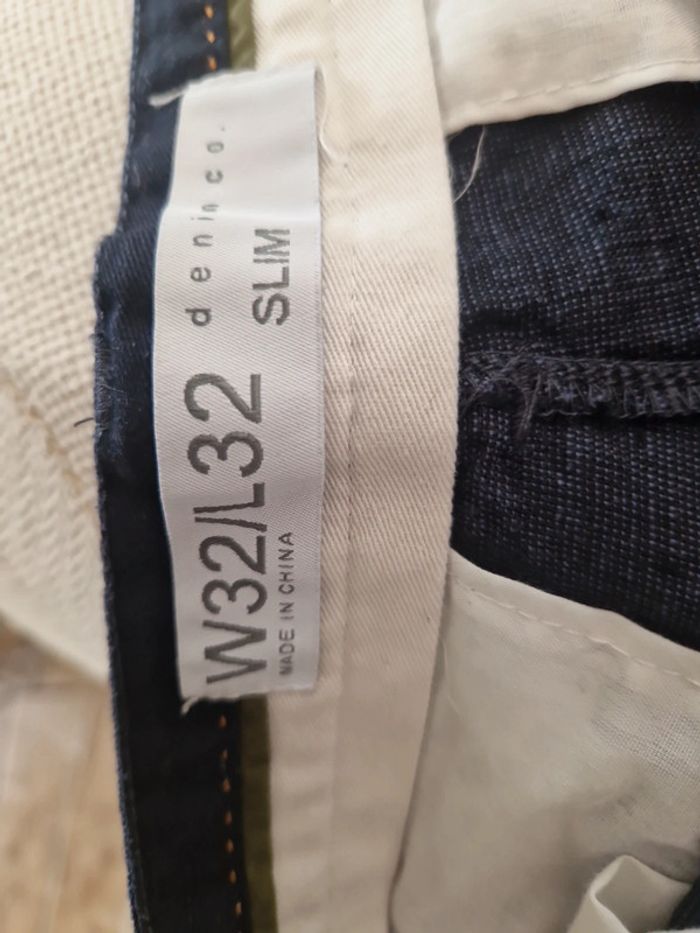 W32/L32 denim co.
SLIM
MADE IN CHINA